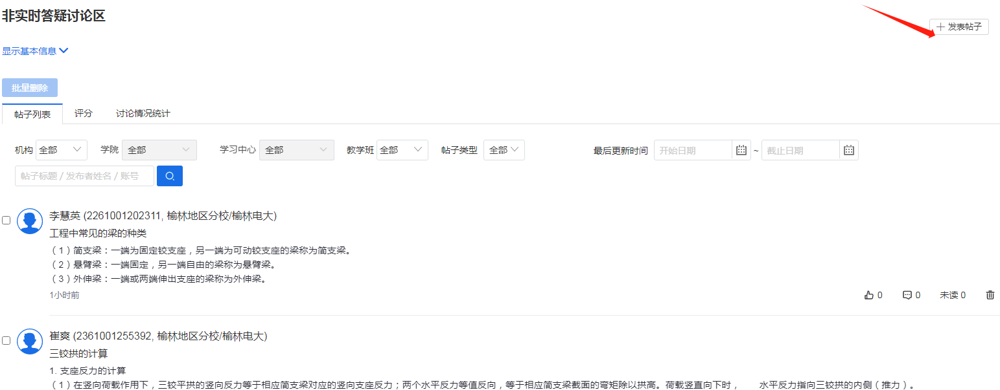 非实时答疑讨论区
发表帖子
显示基本信息
批量删除
帖子列表 评分 讨论情况统计
机构 全部 学院 全部 学习中心 全部 教学班 全部 帖子类型 全部 最后更新时间 开始日期 ~ 截止日期
帖子标题 / 发布者姓名 / 账号
李慧英 (2261001202311, 榆林地区分校/榆林电大)
工程中常见的梁的种类
（1）简支梁：一端为固定铰支座，另一端为可动铰支座的梁称为简支梁。
（2）悬臂梁：一端固定，另一端自由的梁称为悬臂梁。
（3）外伸梁：一端或两端伸出支座的梁称为外伸梁。
1小时前 0 0 未读 0
崔爽 (2361001255392, 榆林地区分校/榆林电大)
三铰拱的计算
1. 支座反力的计算
（1）在竖向荷载作用下，三铰平拱的竖向反力等于相应简支梁对应的竖向支座反力；两个水平反力等值反向，等于相应简支梁截面的弯矩除以拱高。荷载竖直向下时， 水平反力指向三铰拱的内侧（推力）。